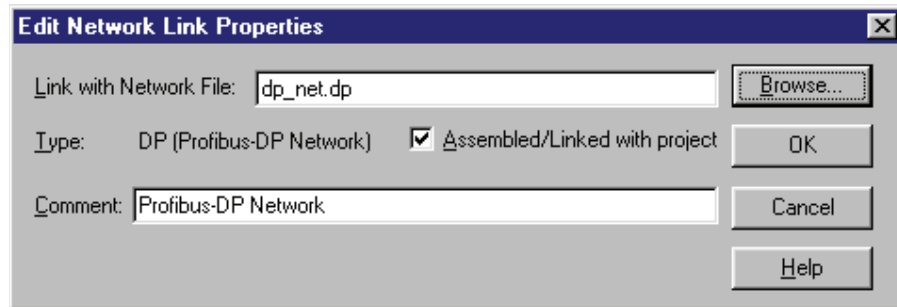 Edit Network Link Properties
Link with Network File: dp_net.dp Browse...
Type: DP (Profibus-DP Network) Assembled/Linked with project OK
Comment: Profibus-DP Network Cancel
Help